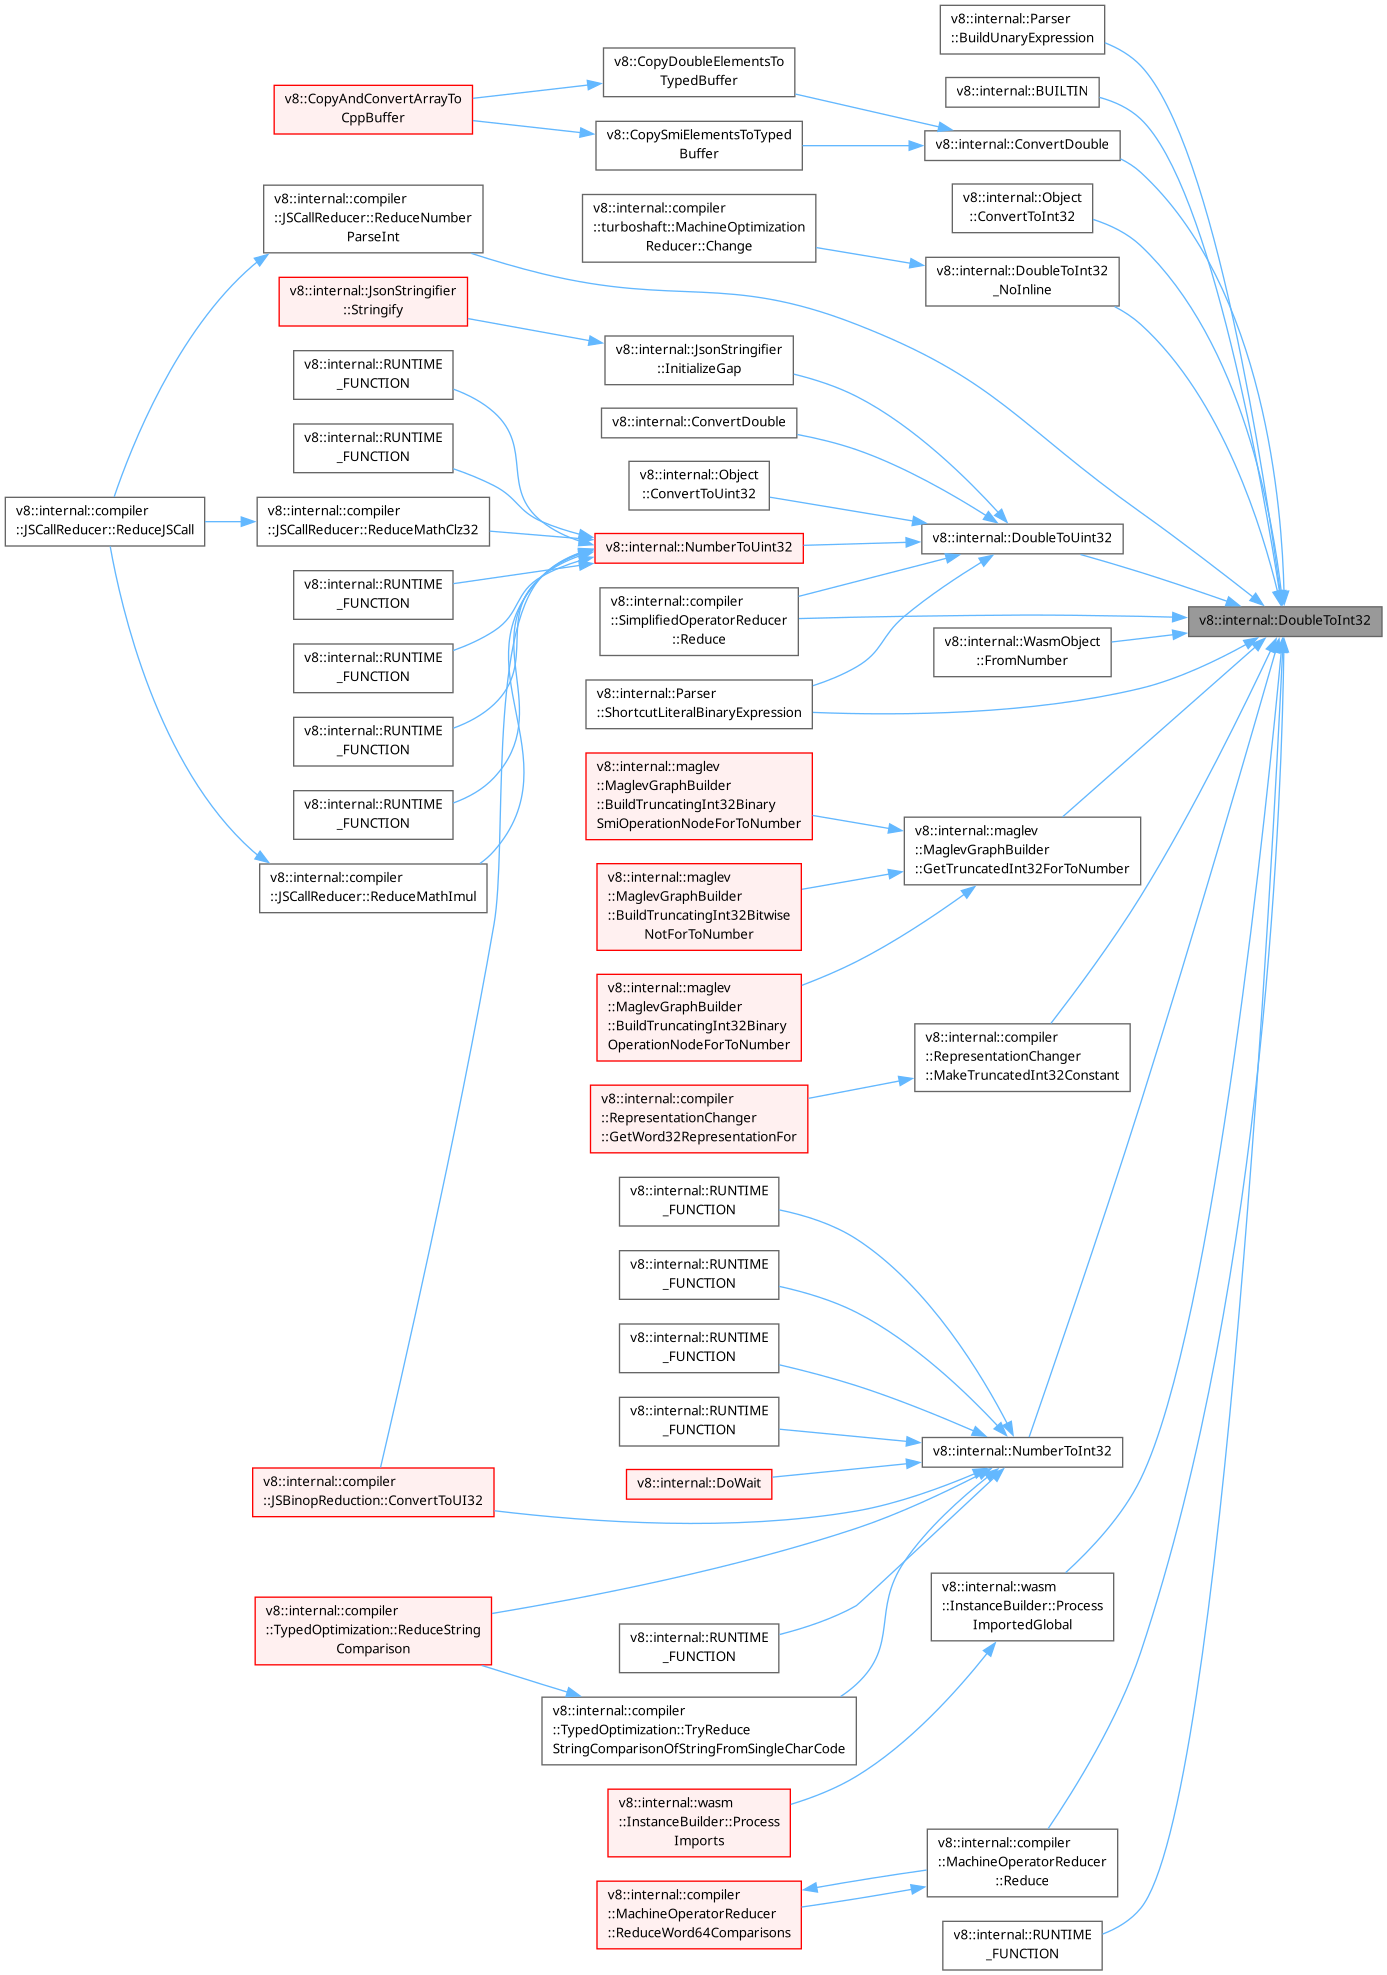 v8::internal::Parser
::BuildUnaryExpression
v8::CopyDoubleElementsTo
TypedBuffer
v8::internal::BUILTIN
v8::CopyAndConvertArrayTo
CppBuffer
v8::CopySmiElementsToTyped
Buffer
v8::internal::ConvertDouble
v8::internal::compiler
::JSCallReducer::ReduceNumber
ParseInt
v8::internal::compiler
::turboshaft::MachineOptimization
Reducer::Change
v8::internal::Object
::ConvertToInt32
v8::internal::DoubleToInt32
_NoInline
v8::internal::JsonStringifier
::Stringify
v8::internal::JsonStringifier
::InitializeGap
v8::internal::RUNTIME
_FUNCTION
v8::internal::ConvertDouble
v8::internal::RUNTIME
_FUNCTION
v8::internal::Object
::ConvertToUint32
v8::internal::compiler
::JSCallReducer::ReduceJSCall
v8::internal::compiler
::JSCallReducer::ReduceMathClz32
v8::internal::NumberToUint32
v8::internal::DoubleToUint32
v8::internal::RUNTIME
_FUNCTION
v8::internal::compiler
::SimplifiedOperatorReducer
::Reduce
v8::internal::DoubleToInt32
v8::internal::WasmObject
::FromNumber
v8::internal::RUNTIME
_FUNCTION
v8::internal::Parser
::ShortcutLiteralBinaryExpression
v8::internal::RUNTIME
_FUNCTION
v8::internal::maglev
::MaglevGraphBuilder
::BuildTruncatingInt32Binary
SmiOperationNodeForToNumber
v8::internal::RUNTIME
_FUNCTION
v8::internal::maglev
::MaglevGraphBuilder
::GetTruncatedInt32ForToNumber
v8::internal::compiler
::JSCallReducer::ReduceMathImul
v8::internal::maglev
::MaglevGraphBuilder
::BuildTruncatingInt32Bitwise
NotForToNumber
v8::internal::maglev
::MaglevGraphBuilder
::BuildTruncatingInt32Binary
OperationNodeForToNumber
v8::internal::compiler
::RepresentationChanger
::MakeTruncatedInt32Constant
v8::internal::compiler
::RepresentationChanger
::GetWord32RepresentationFor
v8::internal::RUNTIME
_FUNCTION
v8::internal::RUNTIME
_FUNCTION
v8::internal::RUNTIME
_FUNCTION
v8::internal::RUNTIME
_FUNCTION
v8::internal::NumberToInt32
v8::internal::DoWait
v8::internal::compiler
::JSBinopReduction::ConvertToUI32
v8::internal::wasm
::InstanceBuilder::Process
ImportedGlobal
v8::internal::compiler
::TypedOptimization::ReduceString
Comparison
v8::internal::RUNTIME
_FUNCTION
v8::internal::compiler
::TypedOptimization::TryReduce
StringComparisonOfStringFromSingleCharCode
v8::internal::wasm
::InstanceBuilder::Process
Imports
v8::internal::compiler
::MachineOperatorReducer
::Reduce
v8::internal::compiler
::MachineOperatorReducer
::ReduceWord64Comparisons
v8::internal::RUNTIME
_FUNCTION